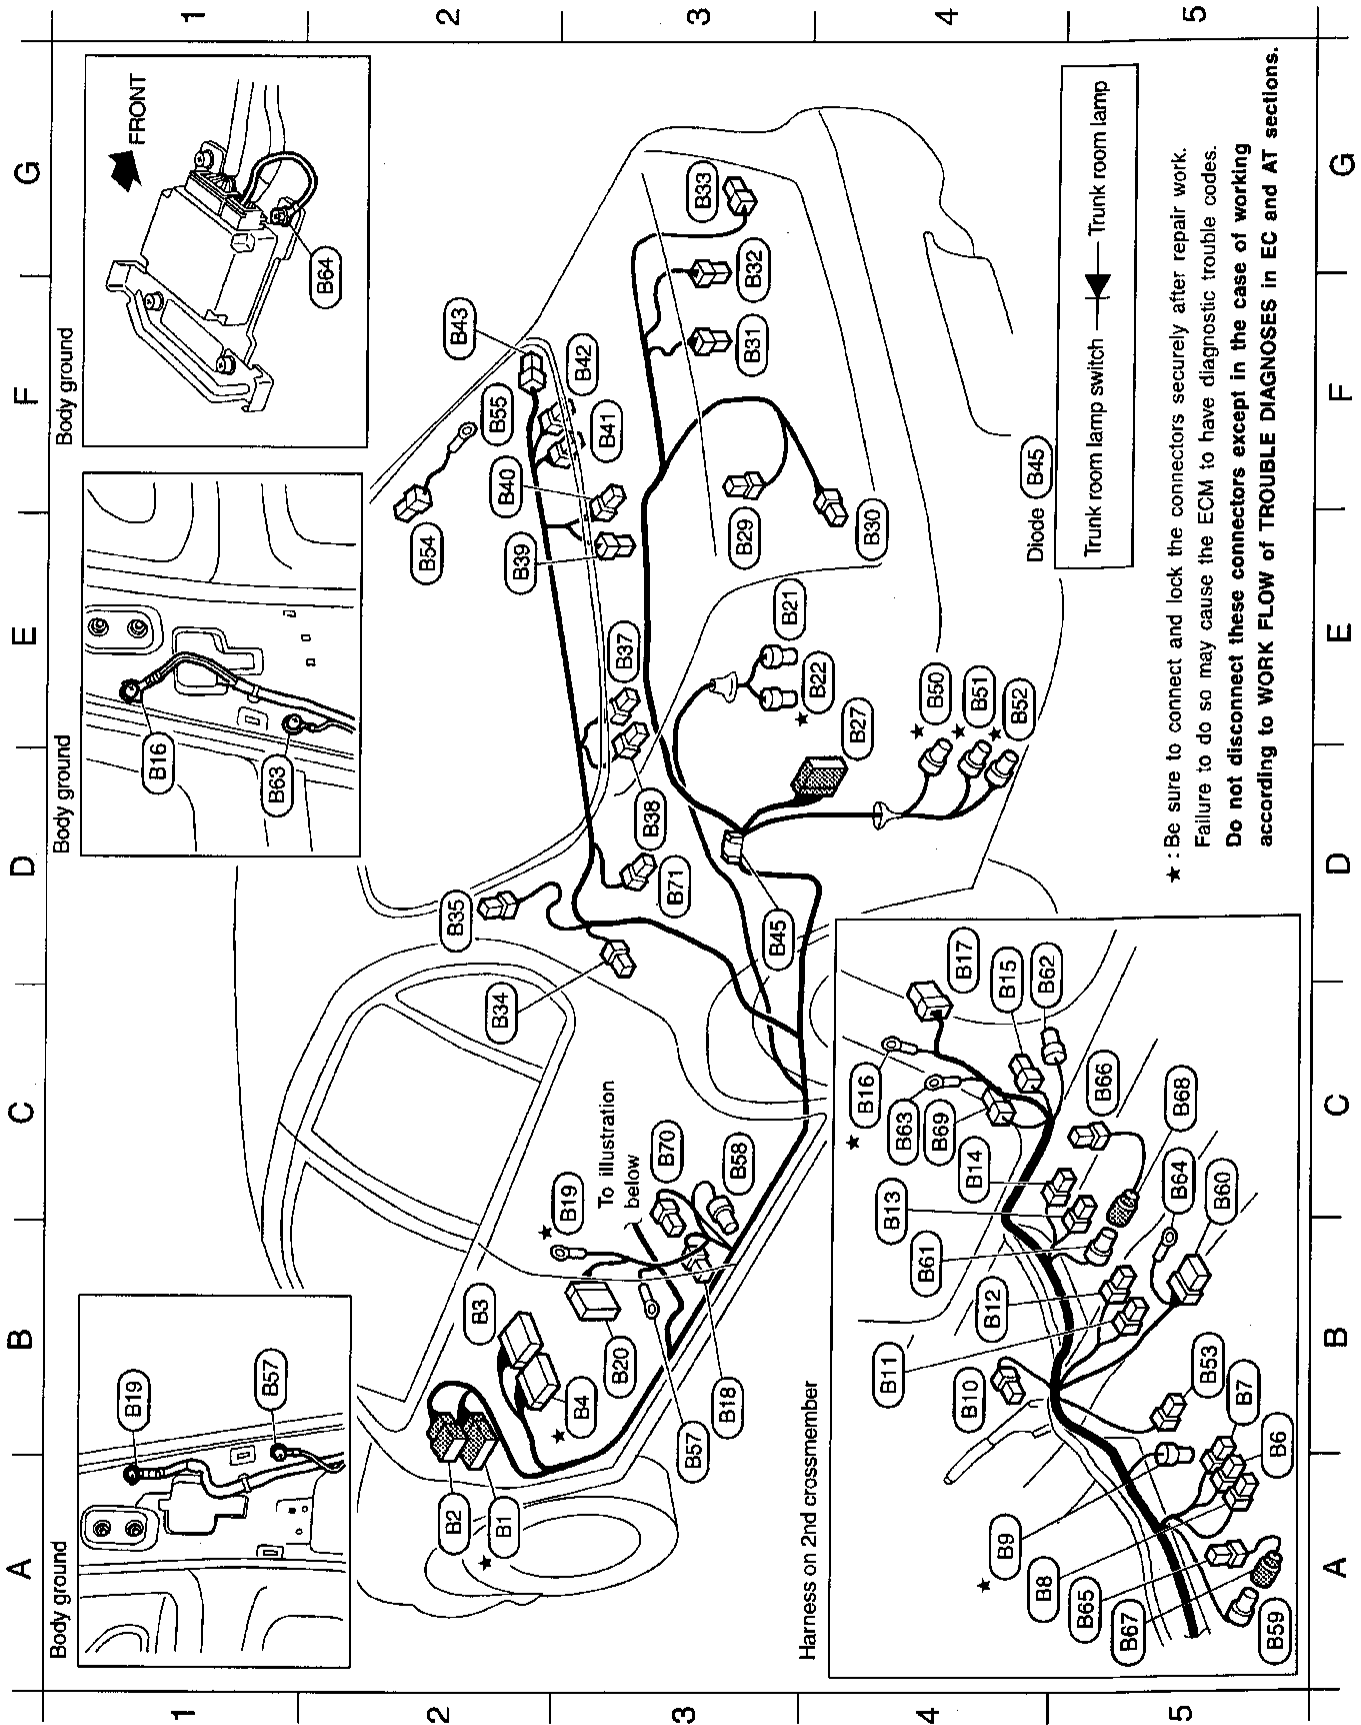 1
2
3
4
5
G
F
E
D
C
B
A
Body ground
B19
B57
Body ground
B16
B63
Body ground
FRONT
B64
B2
B1
★
B3
B4
★
B20
B19
★
To illustration
below
B70
B58
B57
B18
B34
B35
B71
B38
B37
B39
B40
B41
B42
B43
B54
B55
B45
B27
B22
★
B21
B29
B30
B31
B32
B33
B50
★
B51
★
B52
★
Diode B45
Trunk room lamp switch
Trunk room lamp
Harness on 2nd crossmember
B9
★
B8
B65
B67
B59
B6
B7
B53
B10
B11
B12
B61
B13
B14
B60
B64
B68
B66
B69
B63
B16
★
B17
B15
B62
★ : Be sure to connect and lock the connectors securely after repair work.
Failure to do so may cause the ECM to have diagnostic trouble codes.
Do not disconnect these connectors except in the case of working
according to WORK FLOW of TROUBLE DIAGNOSES in EC and AT sections.
A
B
C
D
E
F
G
1
2
3
4
5